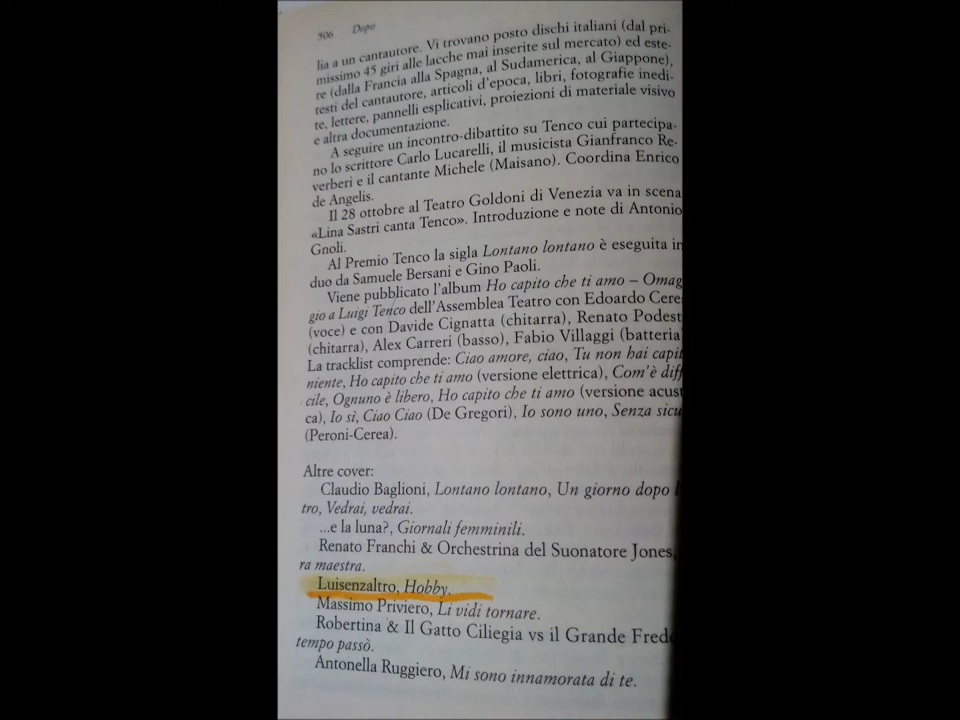 506 Dopo
lia a un cantautore. Vi trovano posto dischi italiani (dal pri-
missimo 45 giri alle lacche mai inserite sul mercato) ed este-
re (dalla Francia alla Spagna, al Sudamerica, al Giappone),
testi del cantautore, articoli d'epoca, libri, fotografie inedi-
te, lettere, pannelli esplicativi, proiezioni di materiale visivo
e altra documentazione.
A seguire un incontro-dibattito su Tenco cui partecipa-
no lo scrittore Carlo Lucarelli, il musicista Gianfranco Re-
verberi e il cantante Michele (Maisano). Coordina Enrico
de Angelis.
Il 28 ottobre al Teatro Goldoni di Venezia va in scena
«Lina Sastri canta Tenco». Introduzione e note di Antonio
Gnoli.
Al Premio Tenco la sigla Lontano lontano è eseguita in
duo da Samuele Bersani e Gino Paoli.
Viene pubblicato l'album Ho capito che ti amo – Omag
gio a Luigi Tenco dell'Assemblea Teatro con Edoardo Cere
(voce) e con Davide Cignatta (chitarra), Renato Podest
(chitarra), Alex Carreri (basso), Fabio Villaggi (batteria
La tracklist comprende: Ciao amore, ciao, Tu non hai capit
niente, Ho capito che ti amo (versione elettrica), Com'è diff
cile, Ognuno è libero, Ho capito che ti amo (versione acust
ca), Io sì, Ciao Ciao (De Gregori), Io sono uno, Senza sicu
(Peroni-Cerea).
Altre cover:
Claudio Baglioni, Lontano lontano, Un giorno dopo l
tro, Vedrai, vedrai.
...e la luna?, Giornali femminili.
Renato Franchi & Orchestrina del Suonatore Jones,
ra maestra.
Luisenzaltro, Hobby.
Massimo Priviero, Li vidi tornare.
Robertina & Il Gatto Ciliegia vs il Grande Fredd
tempo passò.
Antonella Ruggiero, Mi sono innamorata di te.